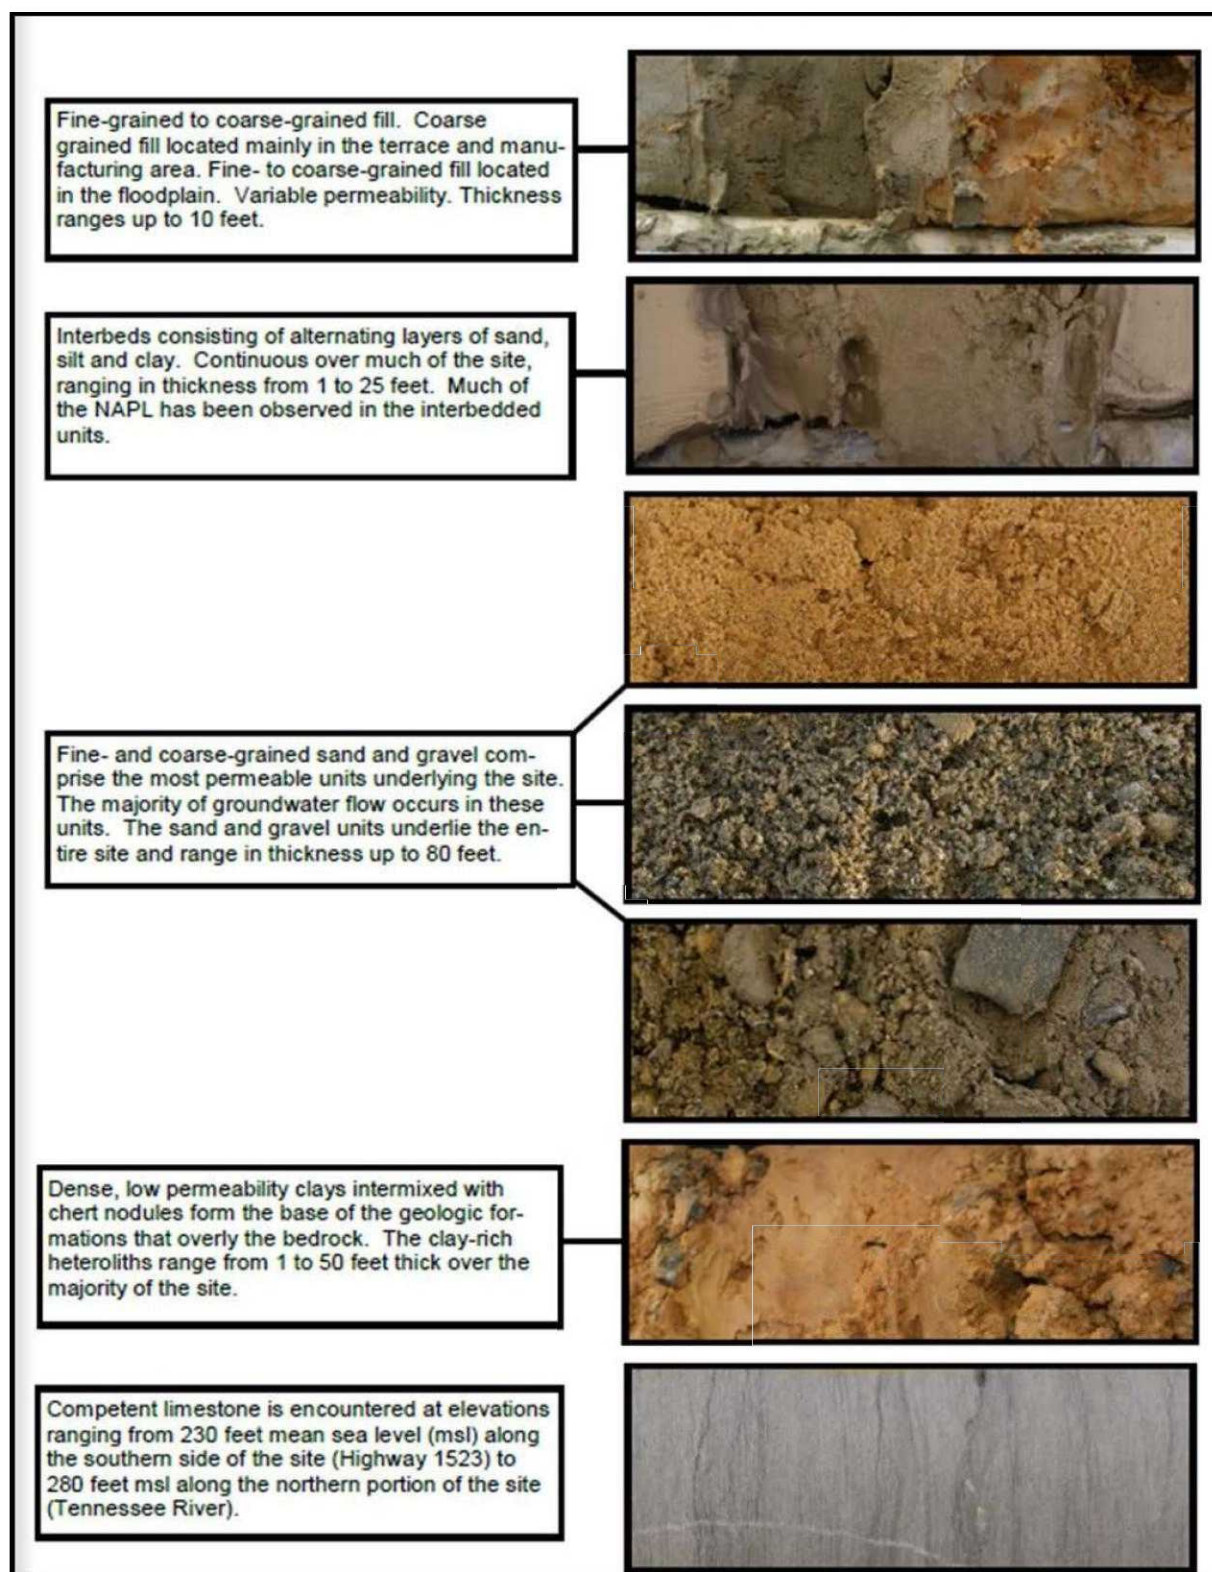 Fine-grained to coarse-grained fill. Coarse
grained fill located mainly in the terrace and manu-
facturing area. Fine- to coarse-grained fill located
in the floodplain. Variable permeability. Thickness
ranges up to 10 feet.
Interbeds consisting of alternating layers of sand,
silt and clay. Continuous over much of the site,
ranging in thickness from 1 to 25 feet. Much of
the NAPL has been observed in the interbedded
units.
Fine- and coarse-grained sand and gravel com-
prise the most permeable units underlying the site.
The majority of groundwater flow occurs in these
units. The sand and gravel units underlie the en-
tire site and range in thickness up to 80 feet.
Dense, low permeability clays intermixed with
chert nodules form the base of the geologic for-
mations that overly the bedrock. The clay-rich
heteroliths range from 1 to 50 feet thick over the
majority of the site.
Competent limestone is encountered at elevations
ranging from 230 feet mean sea level (msl) along
the southern side of the site (Highway 1523) to
280 feet msl along the northern portion of the site
(Tennessee River).